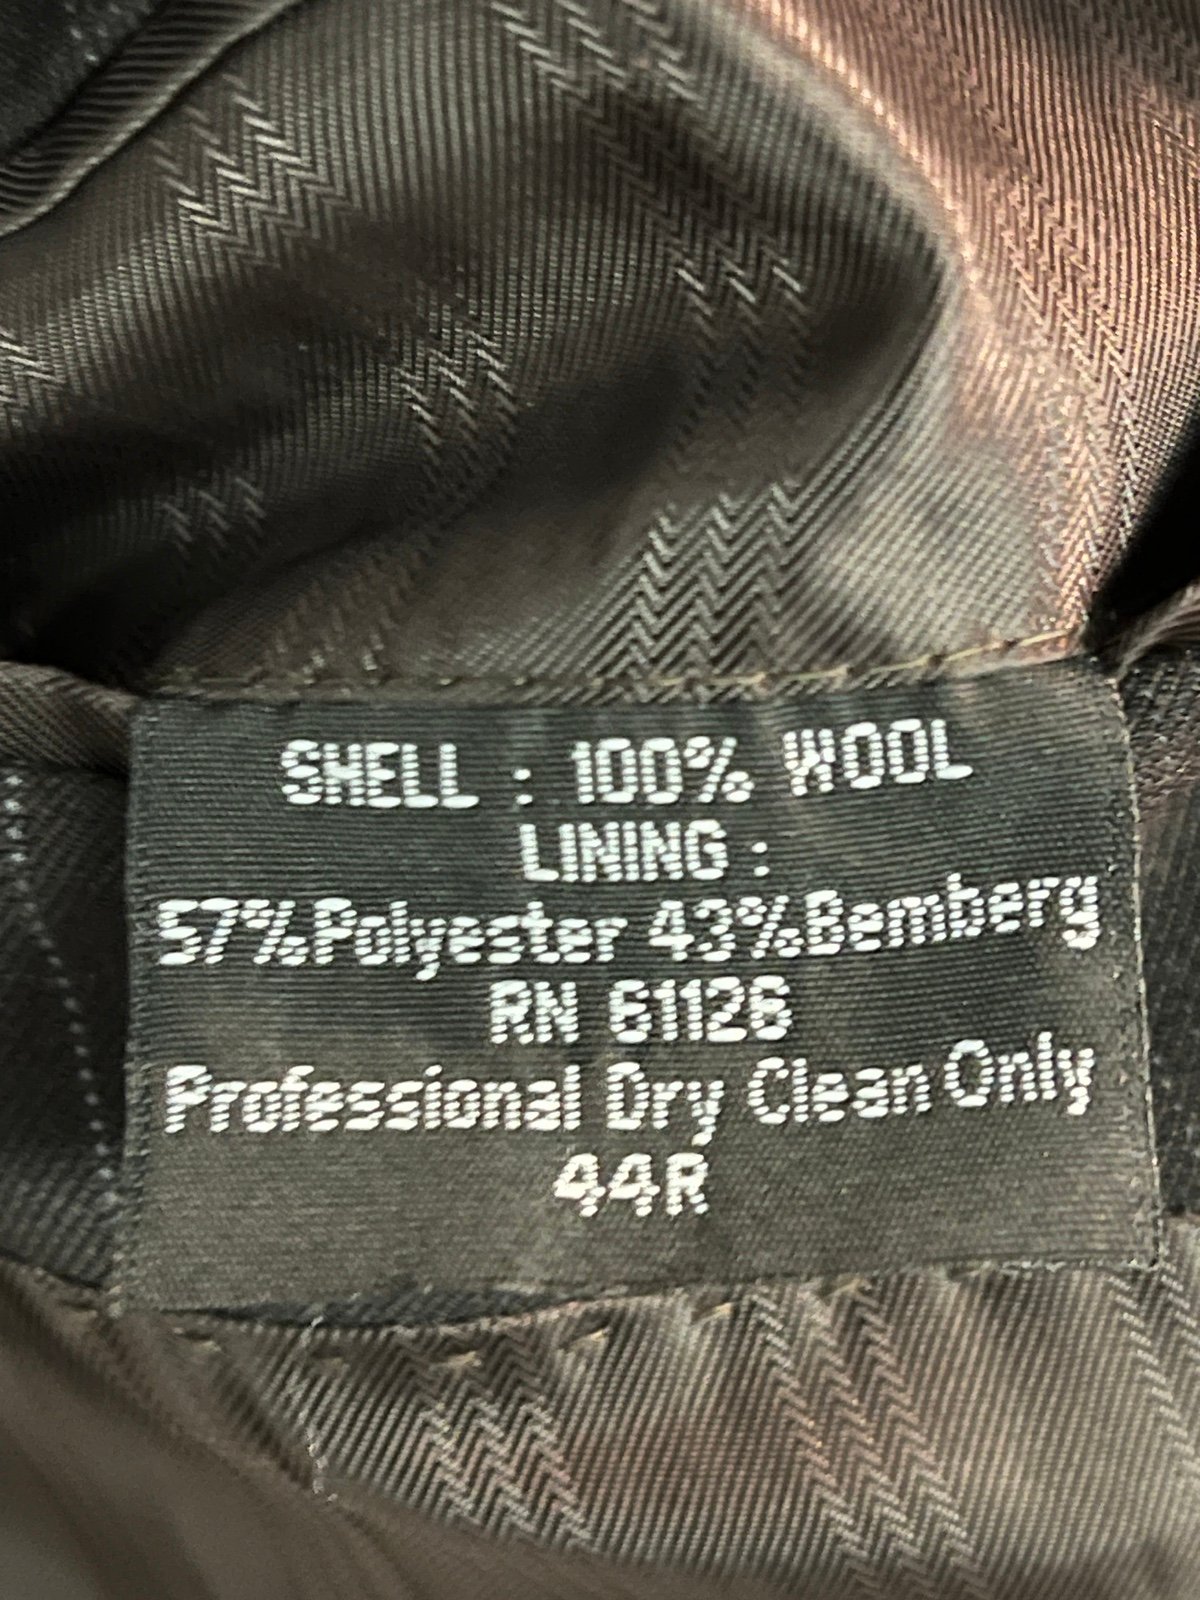 SHELL : 100% WOOL
LINING :
57%Polyester 43%Bemberg
RN 61126
Professional Dry Clean Only
44R